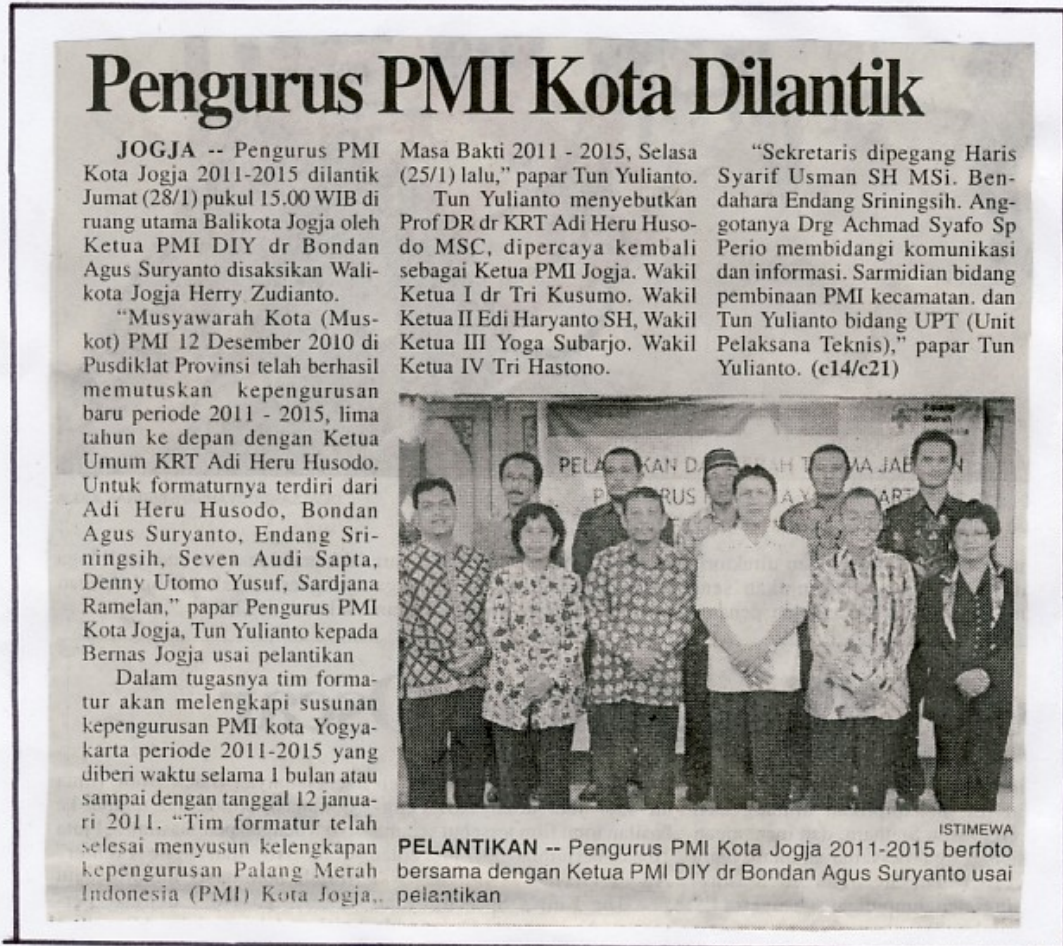 Pengurus PMI Kota Dilantik
JOGJA -- Pengurus PMI
Kota Jogja 2011-2015 dilantik
Jumat (28/1) pukul 15.00 WIB di
ruang utama Balikota Jogja oleh
Ketua PMI DIY dr Bondan
Agus Suryanto disaksikan Wali-
kota Jogja Herry Zudianto.
“Musyawarah Kota (Mus-
kot) PMI 12 Desember 2010 di
Pusdiklat Provinsi telah berhasil
memutuskan kepengurusan
baru periode 2011 - 2015, lima
tahun ke depan dengan Ketua
Umum KRT Adi Heru Husodo.
Untuk formaturnya terdiri dari
Adi Heru Husodo, Bondan
Agus Suryanto, Endang Sri-
ningsih, Seven Audi Sapta,
Denny Utomo Yusuf, Sardjana
Ramelan,” papar Pengurus PMI
Kota Jogja, Tun Yulianto kepada
Bernas Jogja usai pelantikan
Dalam tugasnya tim forma-
tur akan melengkapi susunan
kepengurusan PMI kota Yogya-
karta periode 2011-2015 yang
diberi waktu selama 1 bulan atau
sampai dengan tanggal 12 janua-
ri 2011. “Tim formatur telah
selesai menyusun kelengkapan
kepengurusan Palang Merah
Indonesia (PMI) Kota Jogja,.
Masa Bakti 2011 - 2015, Selasa
(25/1) lalu,” papar Tun Yulianto.
Tun Yulianto menyebutkan
Prof DR dr KRT Adi Heru Huso-
do MSC, dipercaya kembali
sebagai Ketua PMI Jogja. Wakil
Ketua I dr Tri Kusumo. Wakil
Ketua II Edi Haryanto SH, Wakil
Ketua III Yoga Subarjo. Wakil
Ketua IV Tri Hastono.
“Sekretaris dipegang Haris
Syarif Usman SH MSi. Ben-
dahara Endang Sriningsih. Ang-
gotanya Drg Achmad Syafo Sp
Perio membidangi komunikasi
dan informasi. Sarmidian bidang
pembinaan PMI kecamatan. dan
Tun Yulianto bidang UPT (Unit
Pelaksana Teknis),” papar Tun
Yulianto. (c14/c21)
ISTIMEWA
PELANTIKAN -- Pengurus PMI Kota Jogja 2011-2015 berfoto
bersama dengan Ketua PMI DIY dr Bondan Agus Suryanto usai
pelantikan